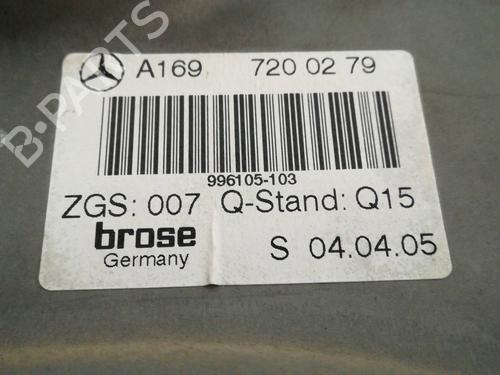 A169 720 02 79
996105-103
ZGS: 007 Q-Stand: Q15
brose
Germany
S 04.04.05
B-PARTS